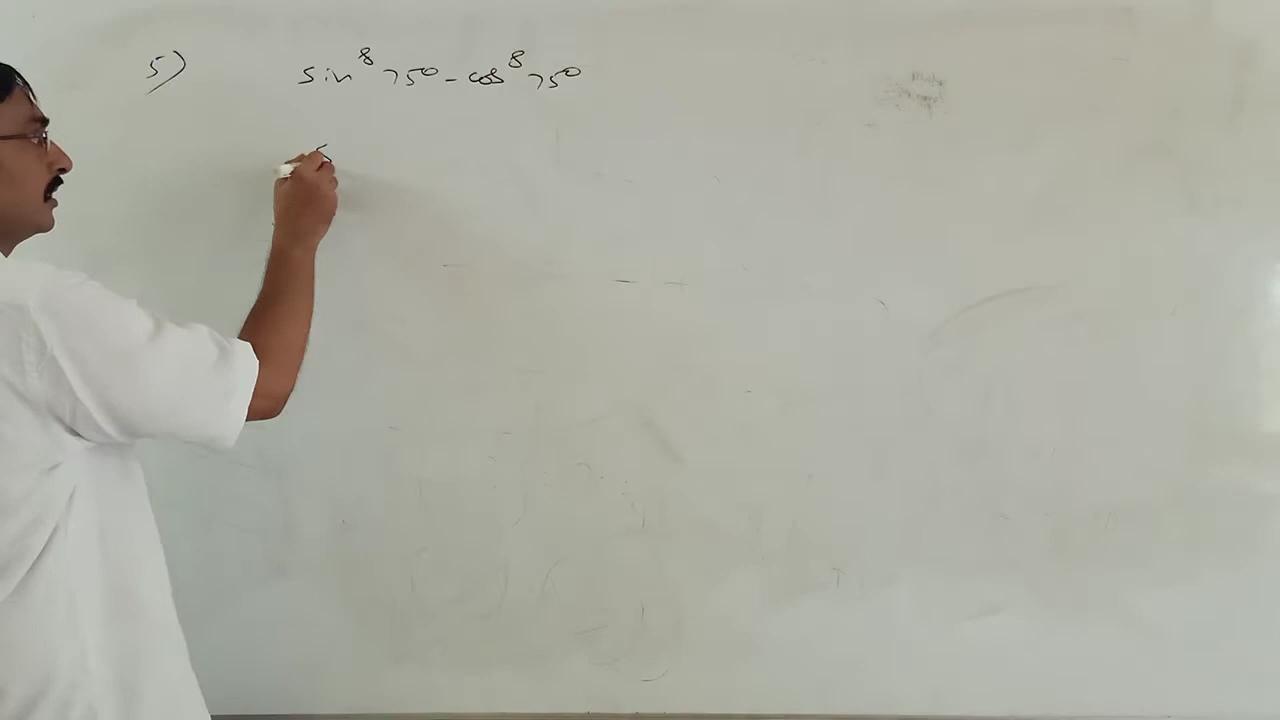 5) sin⁸ 75⁰ - cos⁸ 75⁰